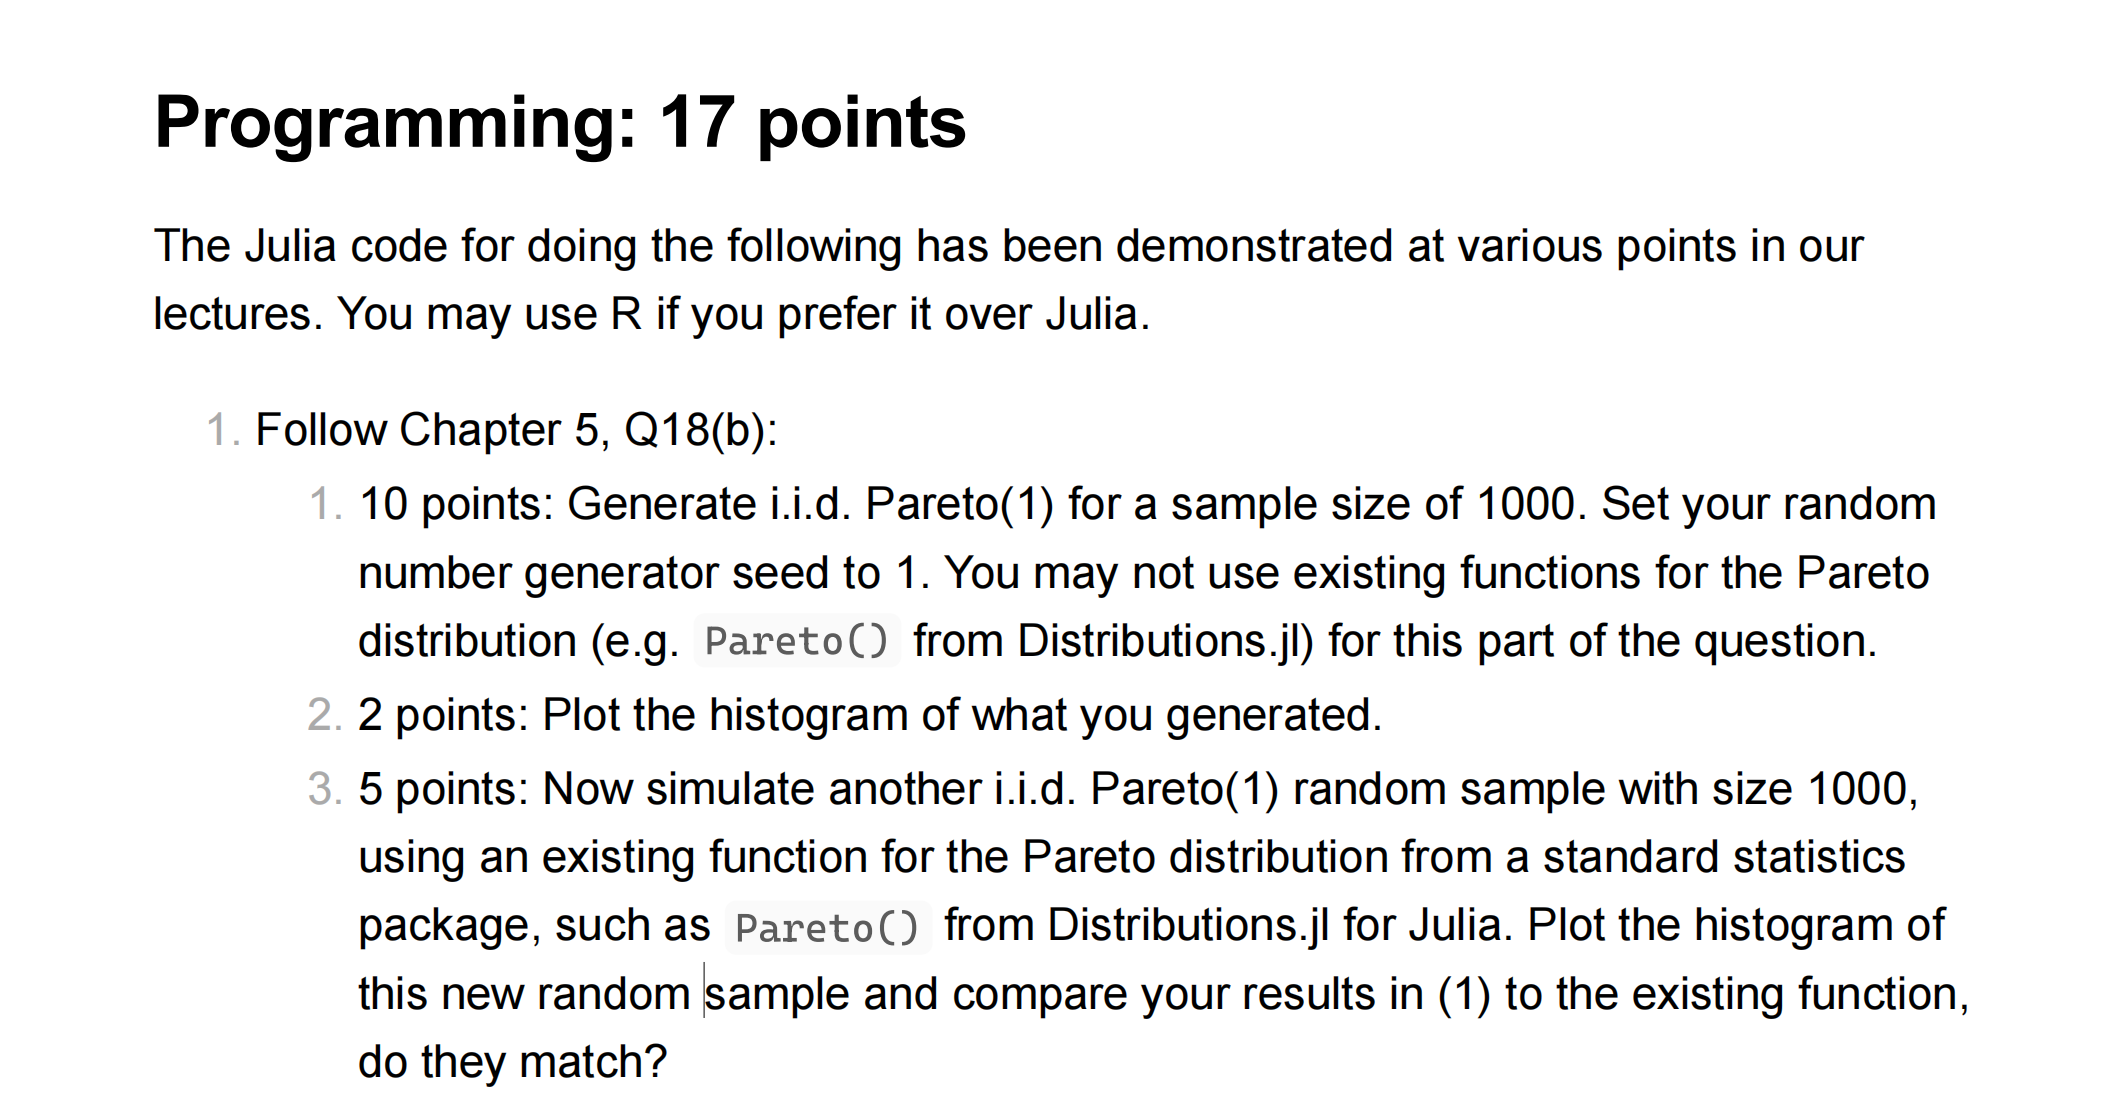 Programming: 17 points
The Julia code for doing the following has been demonstrated at various points in our
lectures. You may use R if you prefer it over Julia.
1. Follow Chapter 5, Q18(b):
1. 10 points: Generate i.i.d. Pareto(1) for a sample size of 1000. Set your random
number generator seed to 1. You may not use existing functions for the Pareto
distribution (e.g. Pareto() from Distributions.jl) for this part of the question.
2. 2 points: Plot the histogram of what you generated.
3. 5 points: Now simulate another i.i.d. Pareto(1) random sample with size 1000,
using an existing function for the Pareto distribution from a standard statistics
package, such as Pareto() from Distributions.jl for Julia. Plot the histogram of
this new random sample and compare your results in (1) to the existing function,
do they match?